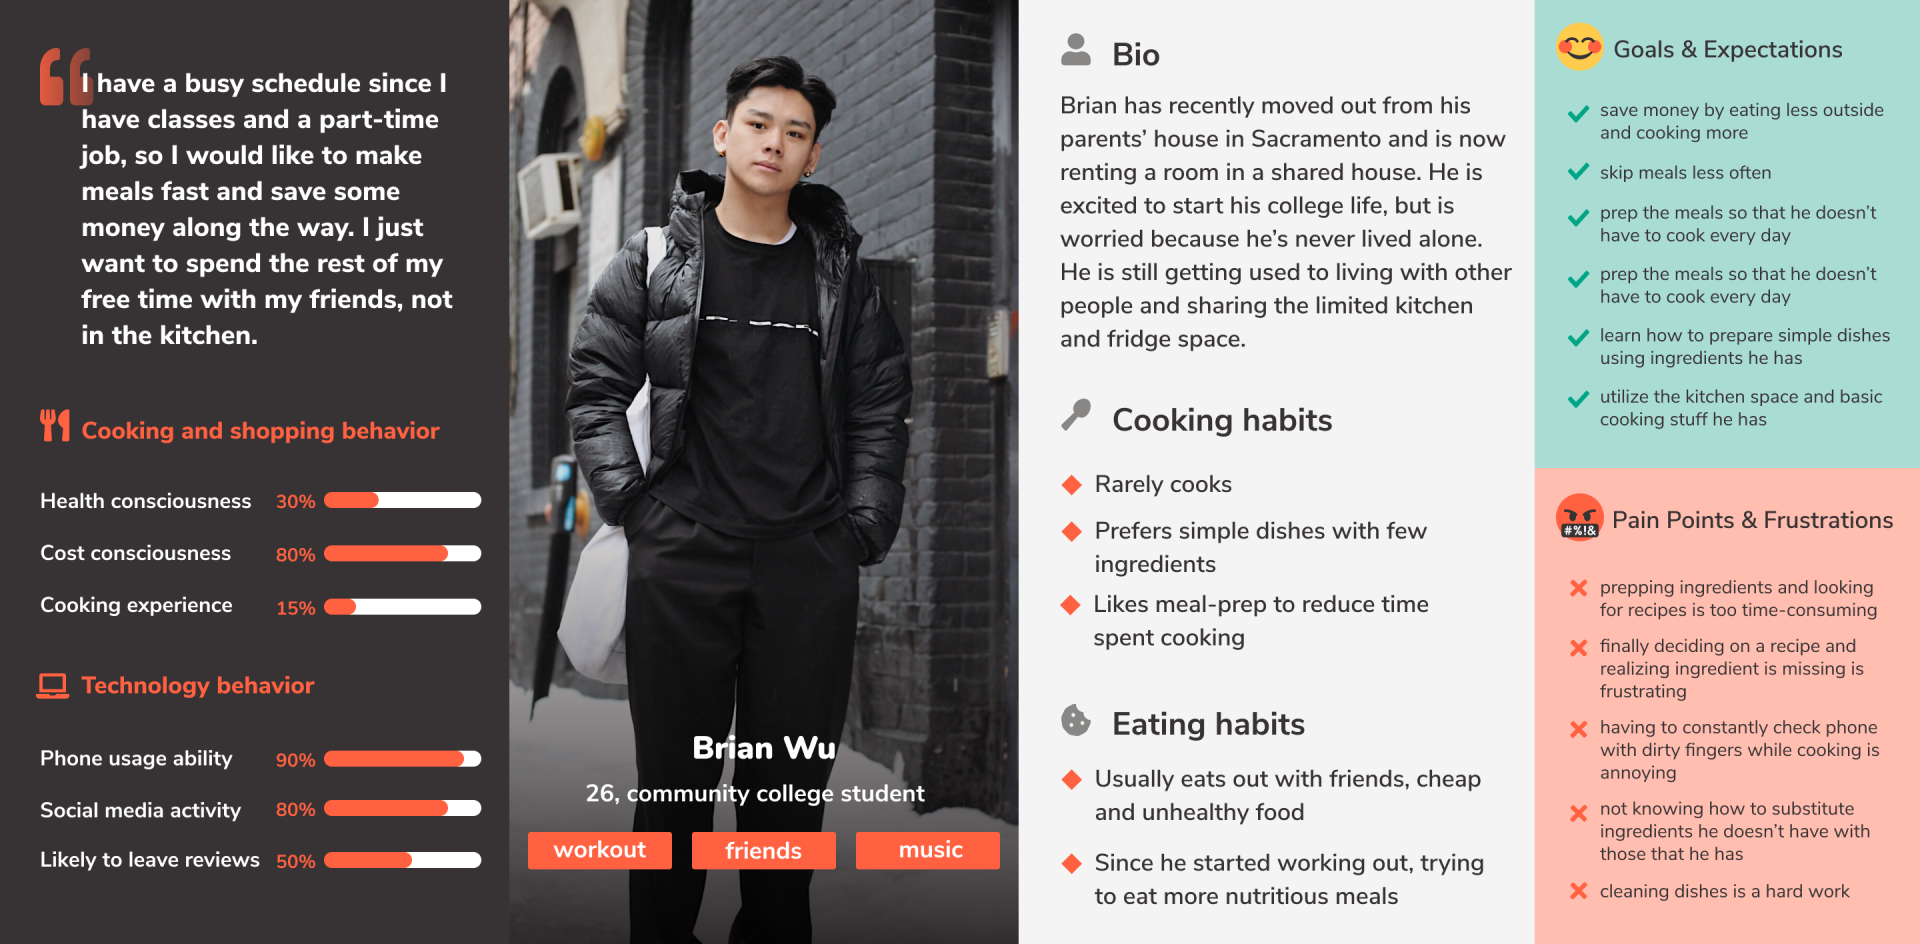 I have a busy schedule since I
have classes and a part-time
job, so I would like to make
meals fast and save some
money along the way. I just
want to spend the rest of my
free time with my friends, not
in the kitchen.
Cooking and shopping behavior
Health consciousness 30%
Cost consciousness 80%
Cooking experience 15%
Technology behavior
Phone usage ability 90%
Social media activity 80%
Likely to leave reviews 50%
Brian Wu
26, community college student
workout friends music
Bio
Brian has recently moved out from his
parents’ house in Sacramento and is now
renting a room in a shared house. He is
excited to start his college life, but is
worried because he’s never lived alone.
He is still getting used to living with other
people and sharing the limited kitchen
and fridge space.
Cooking habits
Rarely cooks
Prefers simple dishes with few
ingredients
Likes meal-prep to reduce time
spent cooking
Eating habits
Usually eats out with friends, cheap
and unhealthy food
Since he started working out, trying
to eat more nutritious meals
Goals & Expectations
save money by eating less outside
and cooking more
skip meals less often
prep the meals so that he doesn’t
have to cook every day
prep the meals so that he doesn’t
have to cook every day
learn how to prepare simple dishes
using ingredients he has
utilize the kitchen space and basic
cooking stuff he has
#%!&
Pain Points & Frustrations
prepping ingredients and looking
for recipes is too time-consuming
finally deciding on a recipe and
realizing ingredient is missing is
frustrating
having to constantly check phone
with dirty fingers while cooking is
annoying
not knowing how to substitute
ingredients he doesn’t have with
those that he has
cleaning dishes is a hard work